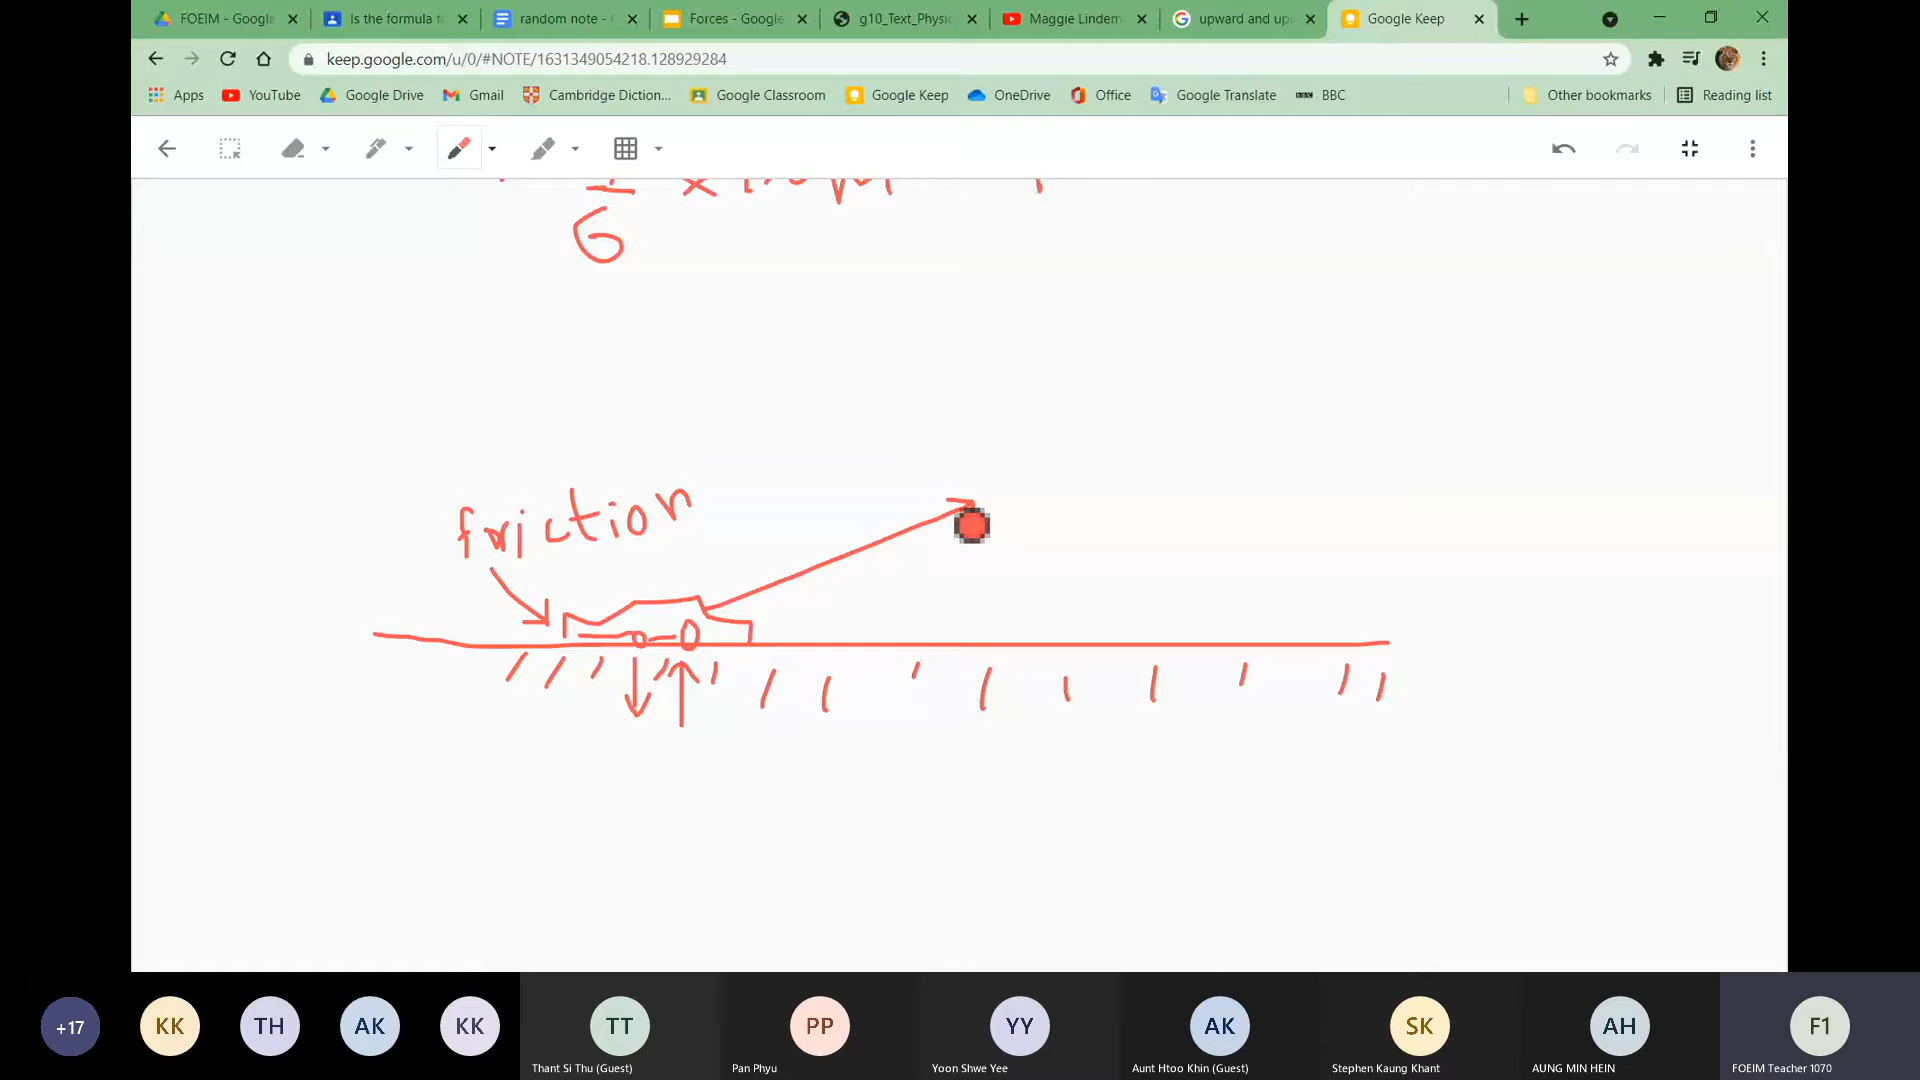 FOEIM - Google
Is the formula f
random note -
Forces - Google
g10_Text_Physic
Maggie Lindem
upward and up
Google Keep
keep.google.com/u/0/#NOTE/1631349054218.128929284
Apps
YouTube
Google Drive
Gmail
Cambridge Diction...
Google Classroom
Google Keep
OneDrive
Office
Google Translate
BBC
Other bookmarks
Reading list
6
friction
+17
KK
TH
AK
KK
TT
PP
YY
AK
SK
AH
F1
Thant Si Thu (Guest)
Pan Phyu
Yoon Shwe Yee
Aunt Htoo Khin (Guest)
Stephen Kaung Khant
AUNG MIN HEIN
FOEIM Teacher 1070